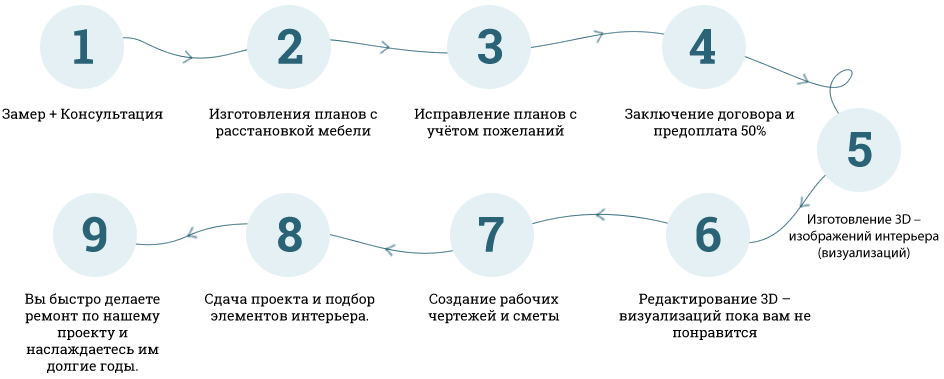 1
Замер + Консультация
2
Изготовления планов с
расстановкой мебели
3
Исправление планов с
учётом пожеланий
4
Заключение договора и
предоплата 50%
5
Изготовление 3D –
изображений интерьера
(визуализаций)
6
Редактирование 3D –
визуализаций пока вам не
понравится
7
Создание рабочих
чертежей и сметы
8
Сдача проекта и подбор
элементов интерьера.
9
Вы быстро делаете
ремонт по нашему
проекту и
наслаждаетесь им
долгие годы.